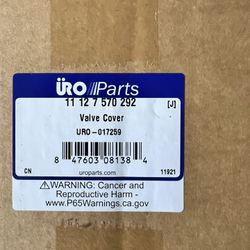 ÜRO//Parts
11 12 7 570 292
[J]
Valve Cover
URO-017259
8 47603 08138 4
uroparts.com
CN
11921
⚠WARNING: Cancer and
Reproductive Harm -
www.P65Warnings.ca.gov